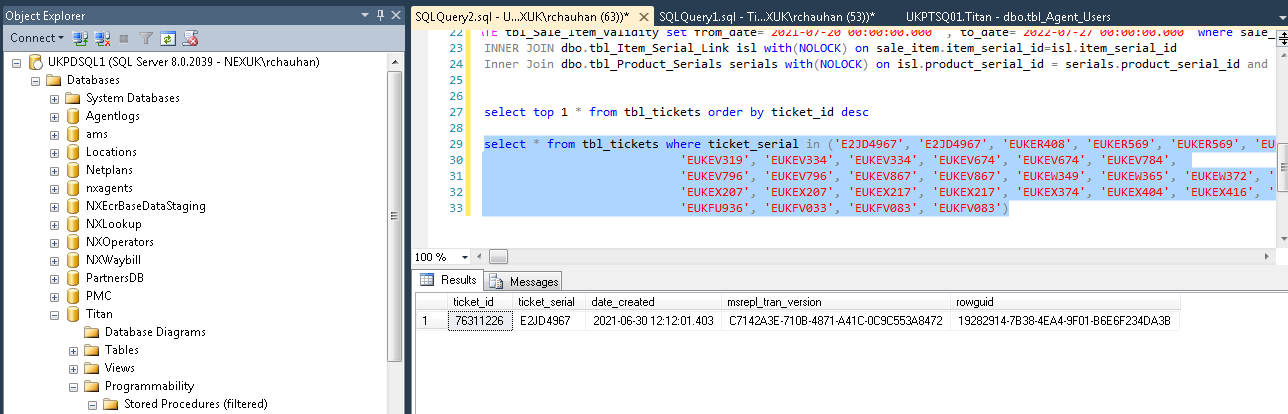 Object Explorer
Connect
UKPDSQL1 (SQL Server 8.0.2039 - NEXUK\rchauhan)
Databases
System Databases
Agentlogs
ams
Locations
Netplans
nxagents
NXEcrBaseDataStaging
NXLookup
NXOperators
NXWaybill
PartnersDB
PMC
Titan
Database Diagrams
Tables
Views
Programmability
Stored Procedures (filtered)
SQLQuery2.sql - U...XUK\rchauhan (63))* SQLQuery1.sql - Ti...XUK\rchauhan (53))* UKPTSQ01.Titan - dbo.tbl_Agent_Users
22 TE tbl_Sale_Item_Validity set from_date='2021-07-20 00:00:00.000' , to_date='2022-07-27 00:00:00.000' where sale_
23 INNER JOIN dbo.tbl_Item_Serial_Link isl with(NOLOCK) on sale_item.item_serial_id=isl.item_serial_id
24 Inner Join dbo.tbl_Product_Serials serials with(NOLOCK) on isl.product_serial_id = serials.product_serial_id and
25
26
27 select top 1 * from tbl_tickets order by ticket_id desc
28
29 select * from tbl_tickets where ticket_serial in ('E2JD4967', 'E2JD4967', 'EUKER408', 'EUKER569', 'EUKER569', 'EU
30 'EUKEV319', 'EUKEV334', 'EUKEV334', 'EUKEV674', 'EUKEV674', 'EUKEV784',
31 'EUKEV796', 'EUKEV796', 'EUKEV867', 'EUKEV867', 'EUKEW349', 'EUKEW365', 'EUKEW372', '
32 'EUKEX207', 'EUKEX207', 'EUKEX217', 'EUKEX217', 'EUKEX374', 'EUKEX404', 'EUKEX416', '
33 'EUKFU936', 'EUKFV033', 'EUKFV083', 'EUKFV083')
100 %
Results Messages
ticket_id ticket_serial date_created msrepl_tran_version rowguid
1 76311226 E2JD4967 2021-06-30 12:12:01.403 C7142A3E-710B-4871-A41C-0C9C553A8472 19282914-7B38-4EA4-9F01-B6E6F234DA3B